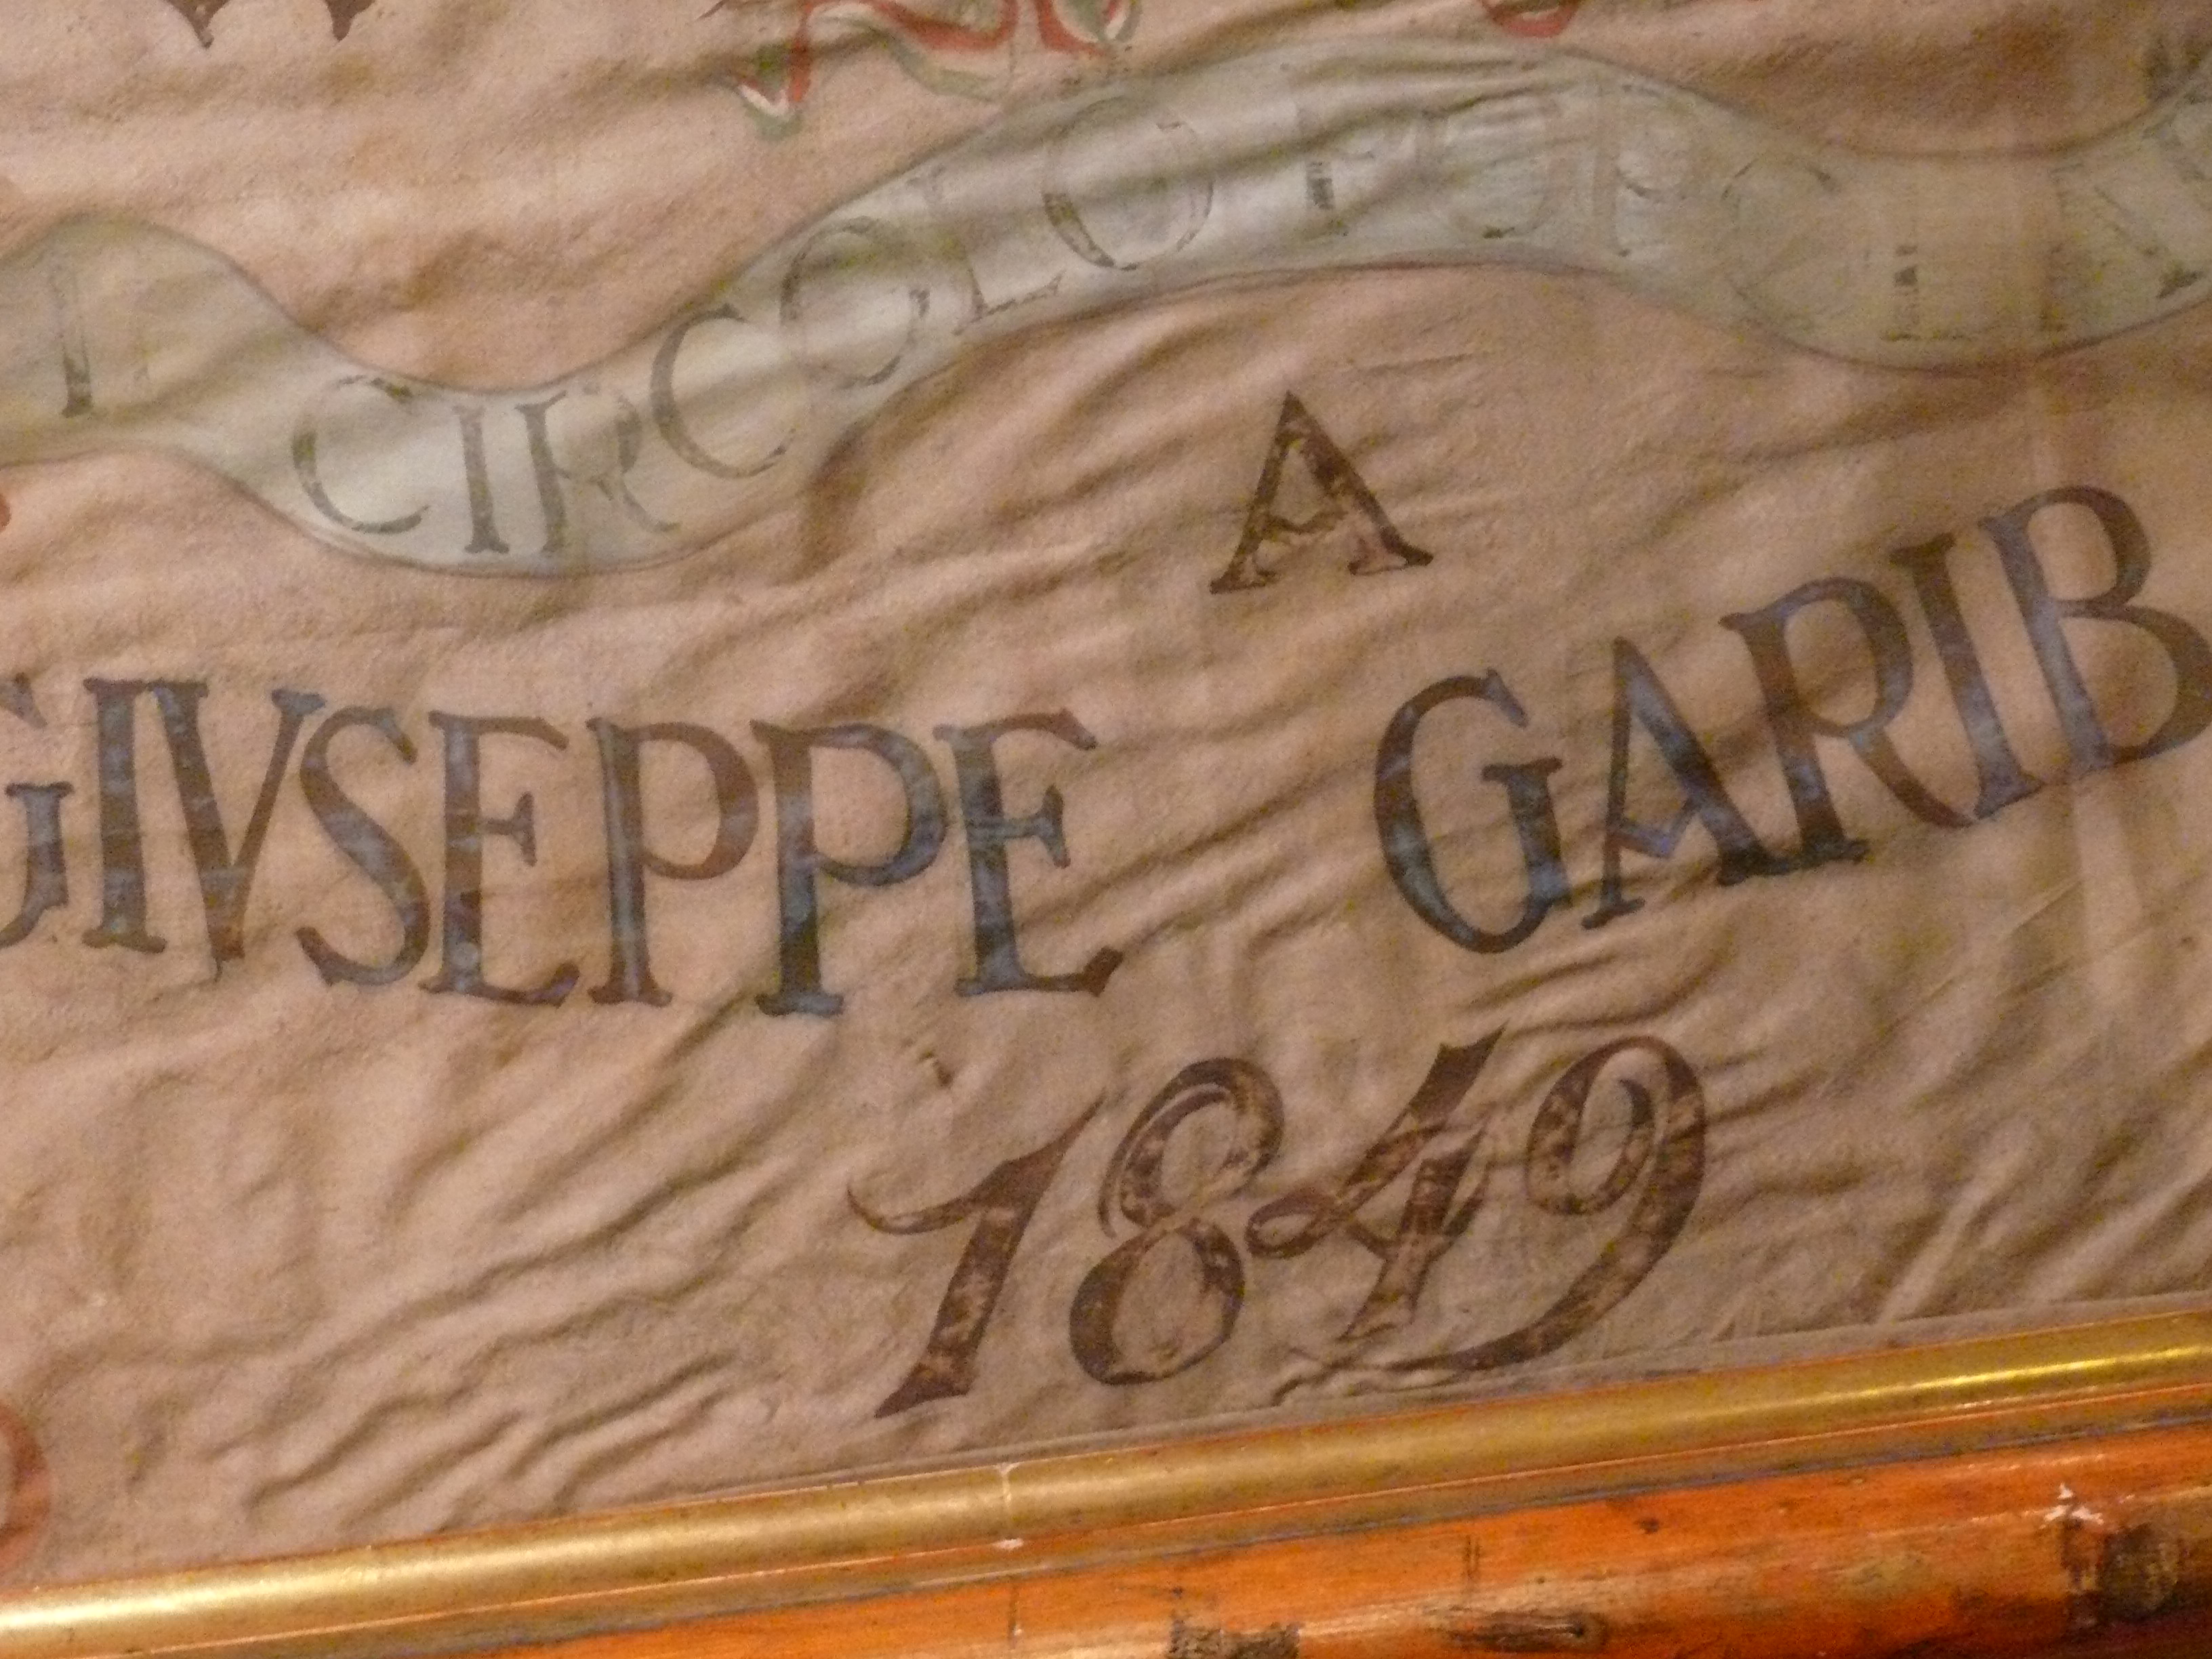 CIRCOLO
A
GIVSEPPE GARIB
1849